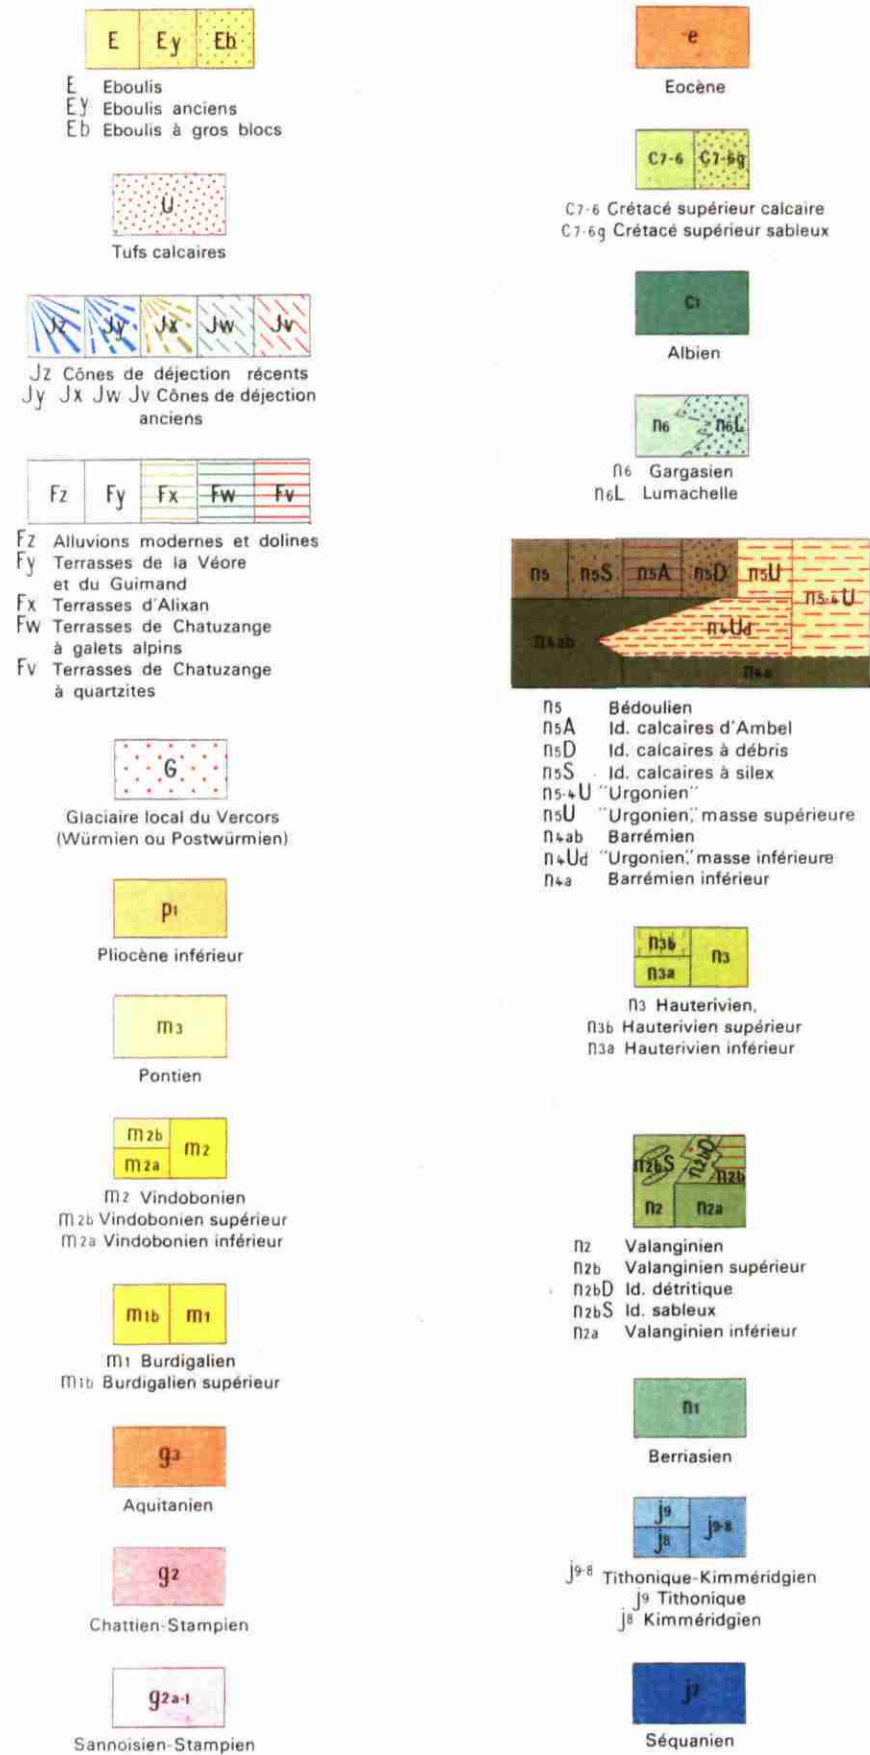 E Ey Eb
E Eboulis
Ey Eboulis anciens
Eb Eboulis à gros blocs
U
Tufs calcaires
Jz Jy Jx Jw Jv
Jz Cônes de déjection récents
Jy Jx Jw Jv Cônes de déjection
anciens
Fz Fy Fx Fw Fv
Fz Alluvions modernes et dolines
Fy Terrasses de la Véore
et du Guimand
Fx Terrasses d'Alixan
Fw Terrasses de Chatuzange
à galets alpins
Fv Terrasses de Chatuzange
à quartzites
G
Glaciaire local du Vercors
(Würmien ou Postwürmien)
p1
Pliocène inférieur
m3
Pontien
m2b
m2a m2
m2 Vindobonien
m2b Vindobonien supérieur
m2a Vindobonien inférieur
m1b m1
m1 Burdigalien
m1b Burdigalien supérieur
g3
Aquitanien
g2
Chattien-Stampien
g2a-1
Sannoisien-Stampien
e
Eocène
C7-6 C7-6g
C7-6 Crétacé supérieur calcaire
C7-6g Crétacé supérieur sableux
C1
Albien
n6 n6L
n6 Gargasien
n6L Lumachelle
n5 n5S n5A n5D n5U n5-4U
n4ab n4Ud
n4a
n5 Bédoulien
n5A Id. calcaires d'Ambel
n5D Id. calcaires à débris
n5S Id. calcaires à silex
n5-4U "Urgonien"
n5U "Urgonien," masse supérieure
n4ab Barrémien
n4Ud "Urgonien," masse inférieure
n4a Barrémien inférieur
n3b
n3a n3
n3 Hauterivien,
n3b Hauterivien supérieur
n3a Hauterivien inférieur
n2bS n2bD n2b
n2 n2a
n2 Valanginien
n2b Valanginien supérieur
n2bD Id. détritique
n2bS Id. sableux
n2a Valanginien inférieur
n1
Berriasien
j9
j8 j9-8
j9-8 Tithonique-Kimméridgien
j9 Tithonique
j8 Kimméridgien
j7
Séquanien